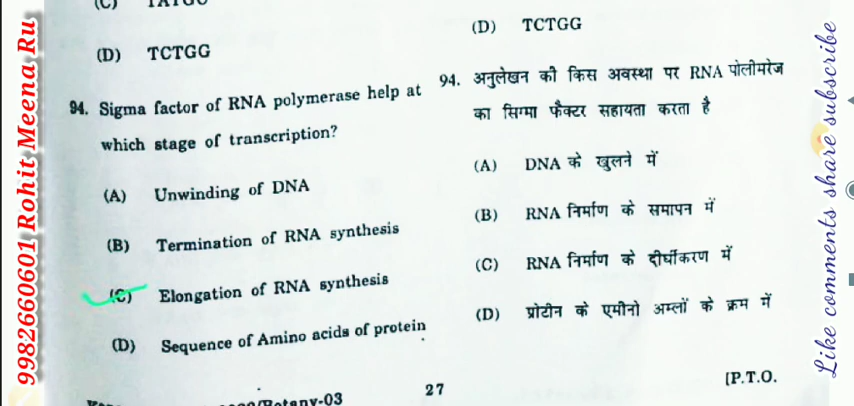 (C)
(D) TCTGG
94. Sigma factor of RNA polymerase help at
which stage of transcription?
(A) Unwinding of DNA
(B) Termination of RNA synthesis
(C) Elongation of RNA synthesis
(D) Sequence of Amino acids of protein
(D) TCTGG
94. अनुलेखन की किस अवस्था पर RNA पोलीमरेज
का सिग्मा फैक्टर सहायता करता है
(A) DNA के खुलने में
(B) RNA निर्माण के समापन में
(C) RNA निर्माण के दीर्घीकरण में
(D) प्रोटीन के एमीनो अम्लों के क्रम में
/Botany-03
27
[P.T.O.
9982660601 Rohit Meena Ru
Like comments share subscribe